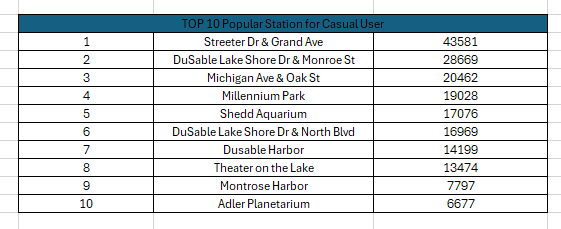 TOP 10 Popular Station for Casual User
1 Streeter Dr & Grand Ave 43581
2 DuSable Lake Shore Dr & Monroe St 28669
3 Michigan Ave & Oak St 20462
4 Millennium Park 19028
5 Shedd Aquarium 17076
6 DuSable Lake Shore Dr & North Blvd 16969
7 Dusable Harbor 14199
8 Theater on the Lake 13474
9 Montrose Harbor 7797
10 Adler Planetarium 6677